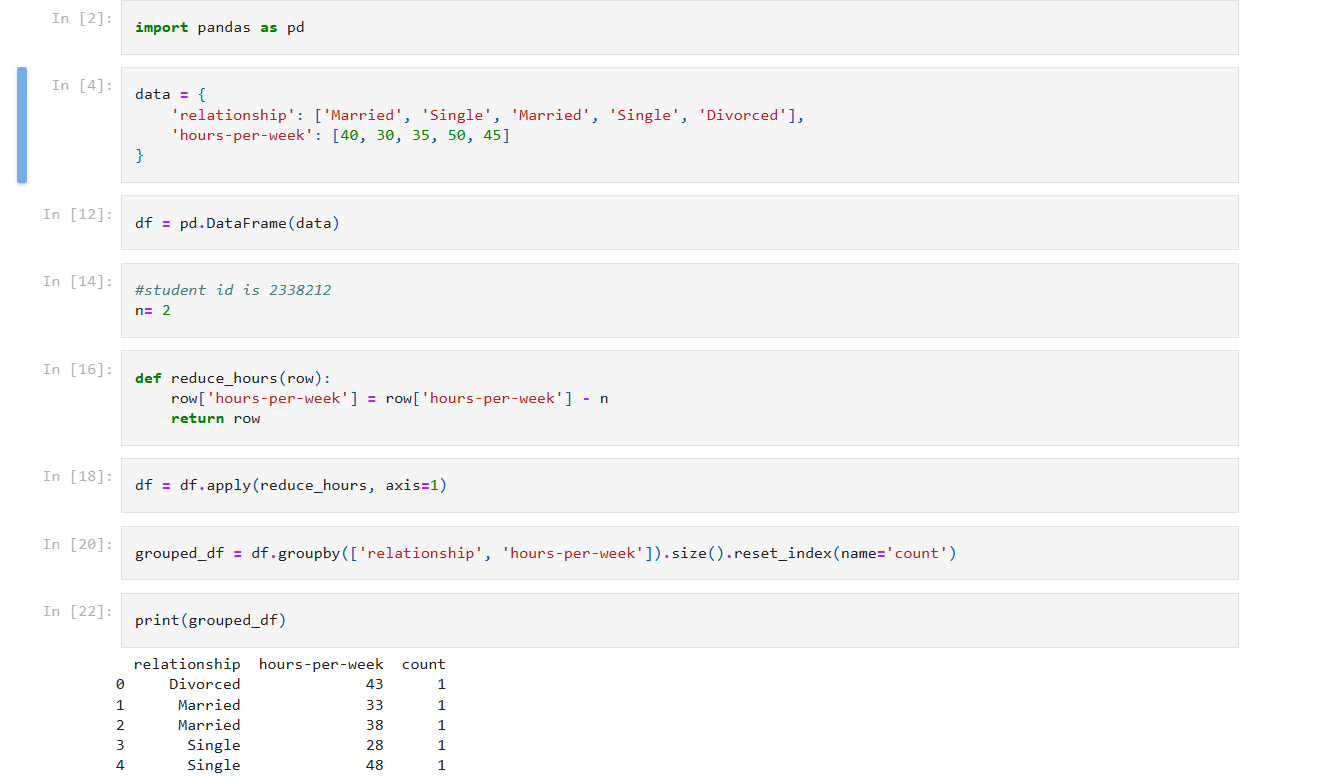 In [2]:
import pandas as pd
In [4]:
data = {
    'relationship': ['Married', 'Single', 'Married', 'Single', 'Divorced'],
    'hours-per-week': [40, 30, 35, 50, 45]
}
In [12]:
df = pd.DataFrame(data)
In [14]:
#student id is 2338212
n= 2
In [16]:
def reduce_hours(row):
    row['hours-per-week'] = row['hours-per-week'] - n
    return row
In [18]:
df = df.apply(reduce_hours, axis=1)
In [20]:
grouped_df = df.groupby(['relationship', 'hours-per-week']).size().reset_index(name='count')
In [22]:
print(grouped_df)
  relationship  hours-per-week  count
0     Divorced              43      1
1      Married              33      1
2      Married              38      1
3       Single              28      1
4       Single              48      1